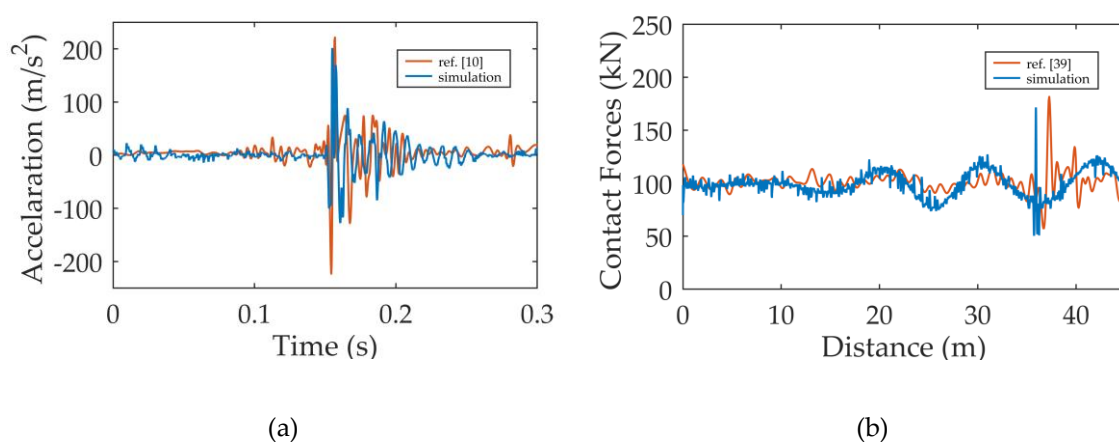 Accelaration (m/s²)
200
100
0
-100
-200
ref. [10]
simulation
0
0.1
0.2
0.3
Time (s)
(a)
Contact Forces (kN)
250
200
150
100
50
0
ref. [39]
simulation
0
10
20
30
40
Distance (m)
(b)